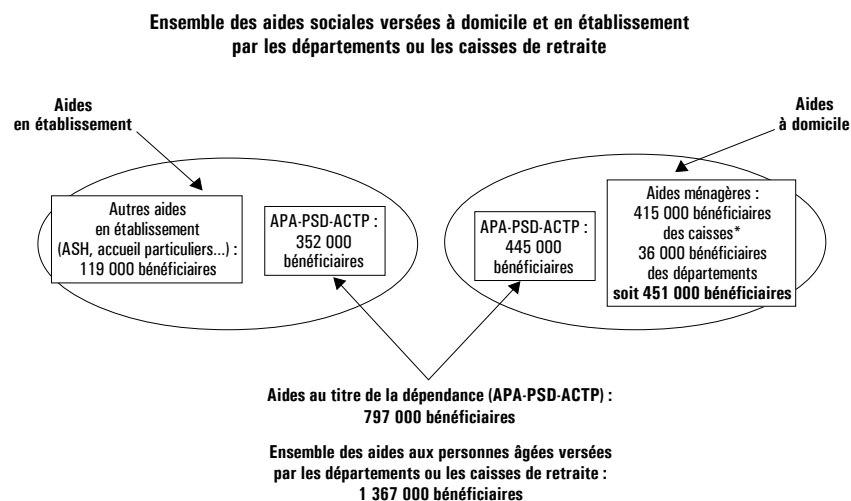 Ensemble des aides sociales versées à domicile et en établissement
par les départements ou les caisses de retraite
Aides
en établissement
Aides
à domicile
Autres aides
en établissement
(ASH, accueil particuliers...) :
119 000 bénéficiaires
APA-PSD-ACTP :
352 000
bénéficiaires
APA-PSD-ACTP :
445 000
bénéficiaires
Aides ménagères :
415 000 bénéficiaires
des caisses*
36 000 bénéficiaires
des départements
soit 451 000 bénéficiaires
Aides au titre de la dépendance (APA-PSD-ACTP) :
797 000 bénéficiaires
Ensemble des aides aux personnes âgées versées
par les départements ou les caisses de retraite :
1 367 000 bénéficiaires